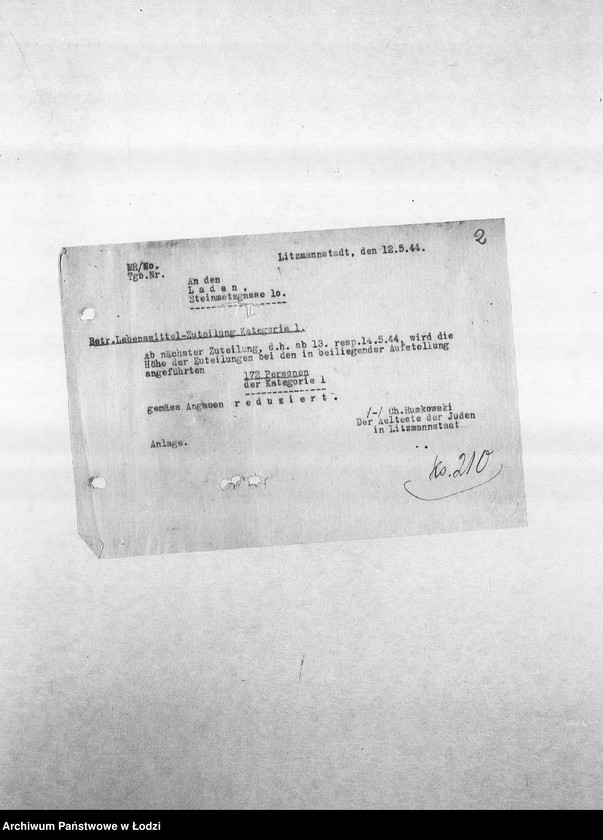 2
Litzmannstadt, den 12.5.44.
MR/Ko.
Tgb.Nr.
An den
L a d e n ,
Steinmetzgasse 10.
Betr.Lebensmittel-Zuteilung Kategorie 1.
Ab nächster Zuteilung, d.h. ab 13. resp.14.5.44, wird die
Höhe der Zuteilungen bei den in beiliegender Aufstellung
angeführten
172 Personen
der Kategorie 1
gemäss Angaben r e d u z i e r t .
/-/ Ch.Rumkowski
Der Aelteste der Juden
in Litzmannstadt
Anlage.
Ks.210
Archiwum Państwowe w Łodzi